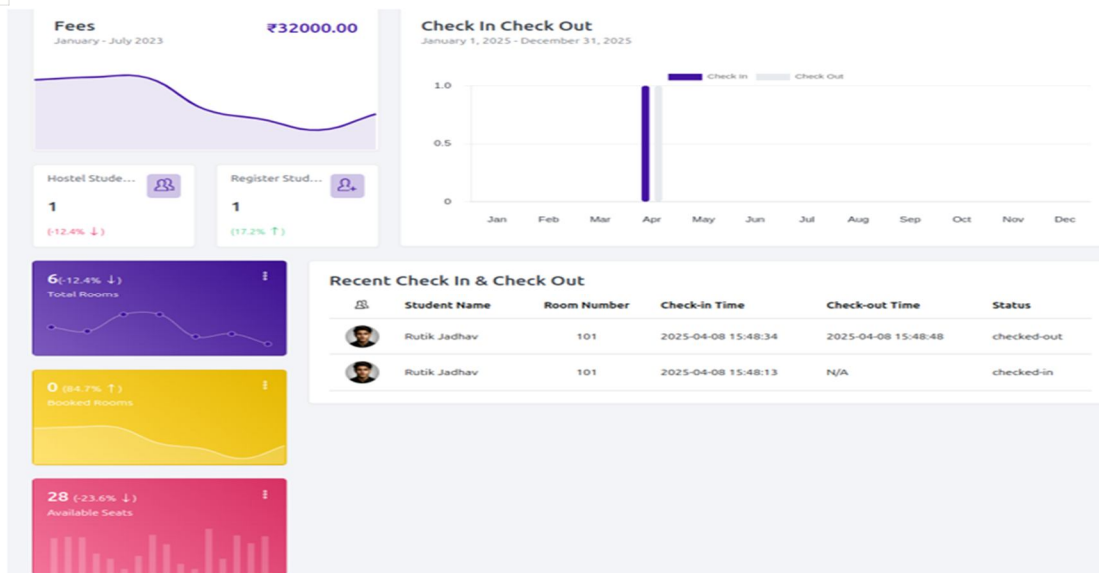 Fees ₹32000.00
January - July 2023
Check In Check Out
January 1, 2025 - December 31, 2025
Check In Check Out
1.0
0.5
0
Jan Feb Mar Apr May Jun Jul Aug Sep Oct Nov Dec
Hostel Stude...
1
(-12.4% ↓)
Register Stud...
1
(17.2% ↑)
6(-12.4% ↓)
Total Rooms
0 (84.7% ↑)
Booked Rooms
28 (-23.6% ↓)
Available Seats
Recent Check In & Check Out
Student Name Room Number Check-in Time Check-out Time Status
Rutik Jadhav 101 2025-04-08 15:48:34 2025-04-08 15:48:48 checked-out
Rutik Jadhav 101 2025-04-08 15:48:13 N/A checked-in